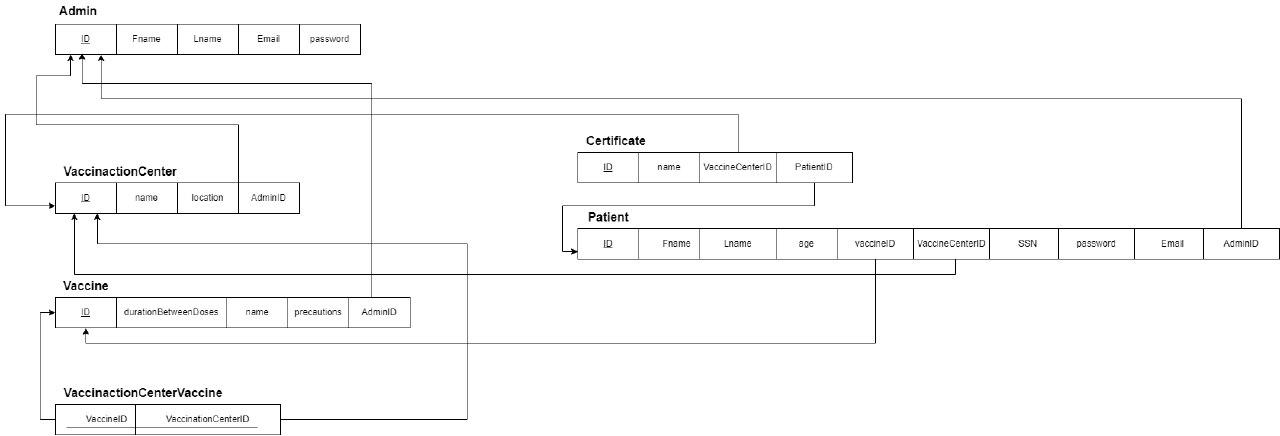 Admin
ID Fname Lname Email password
Certificate
ID name VaccineCenterID PatientID
VaccinactionCenter
ID name location AdminID
Patient
ID Fname Lname age vaccineID VaccineCenterID SSN password Email AdminID
Vaccine
ID durationBetweenDoses name precautions AdminID
VaccinactionCenterVaccine
VaccineID VaccinationCenterID